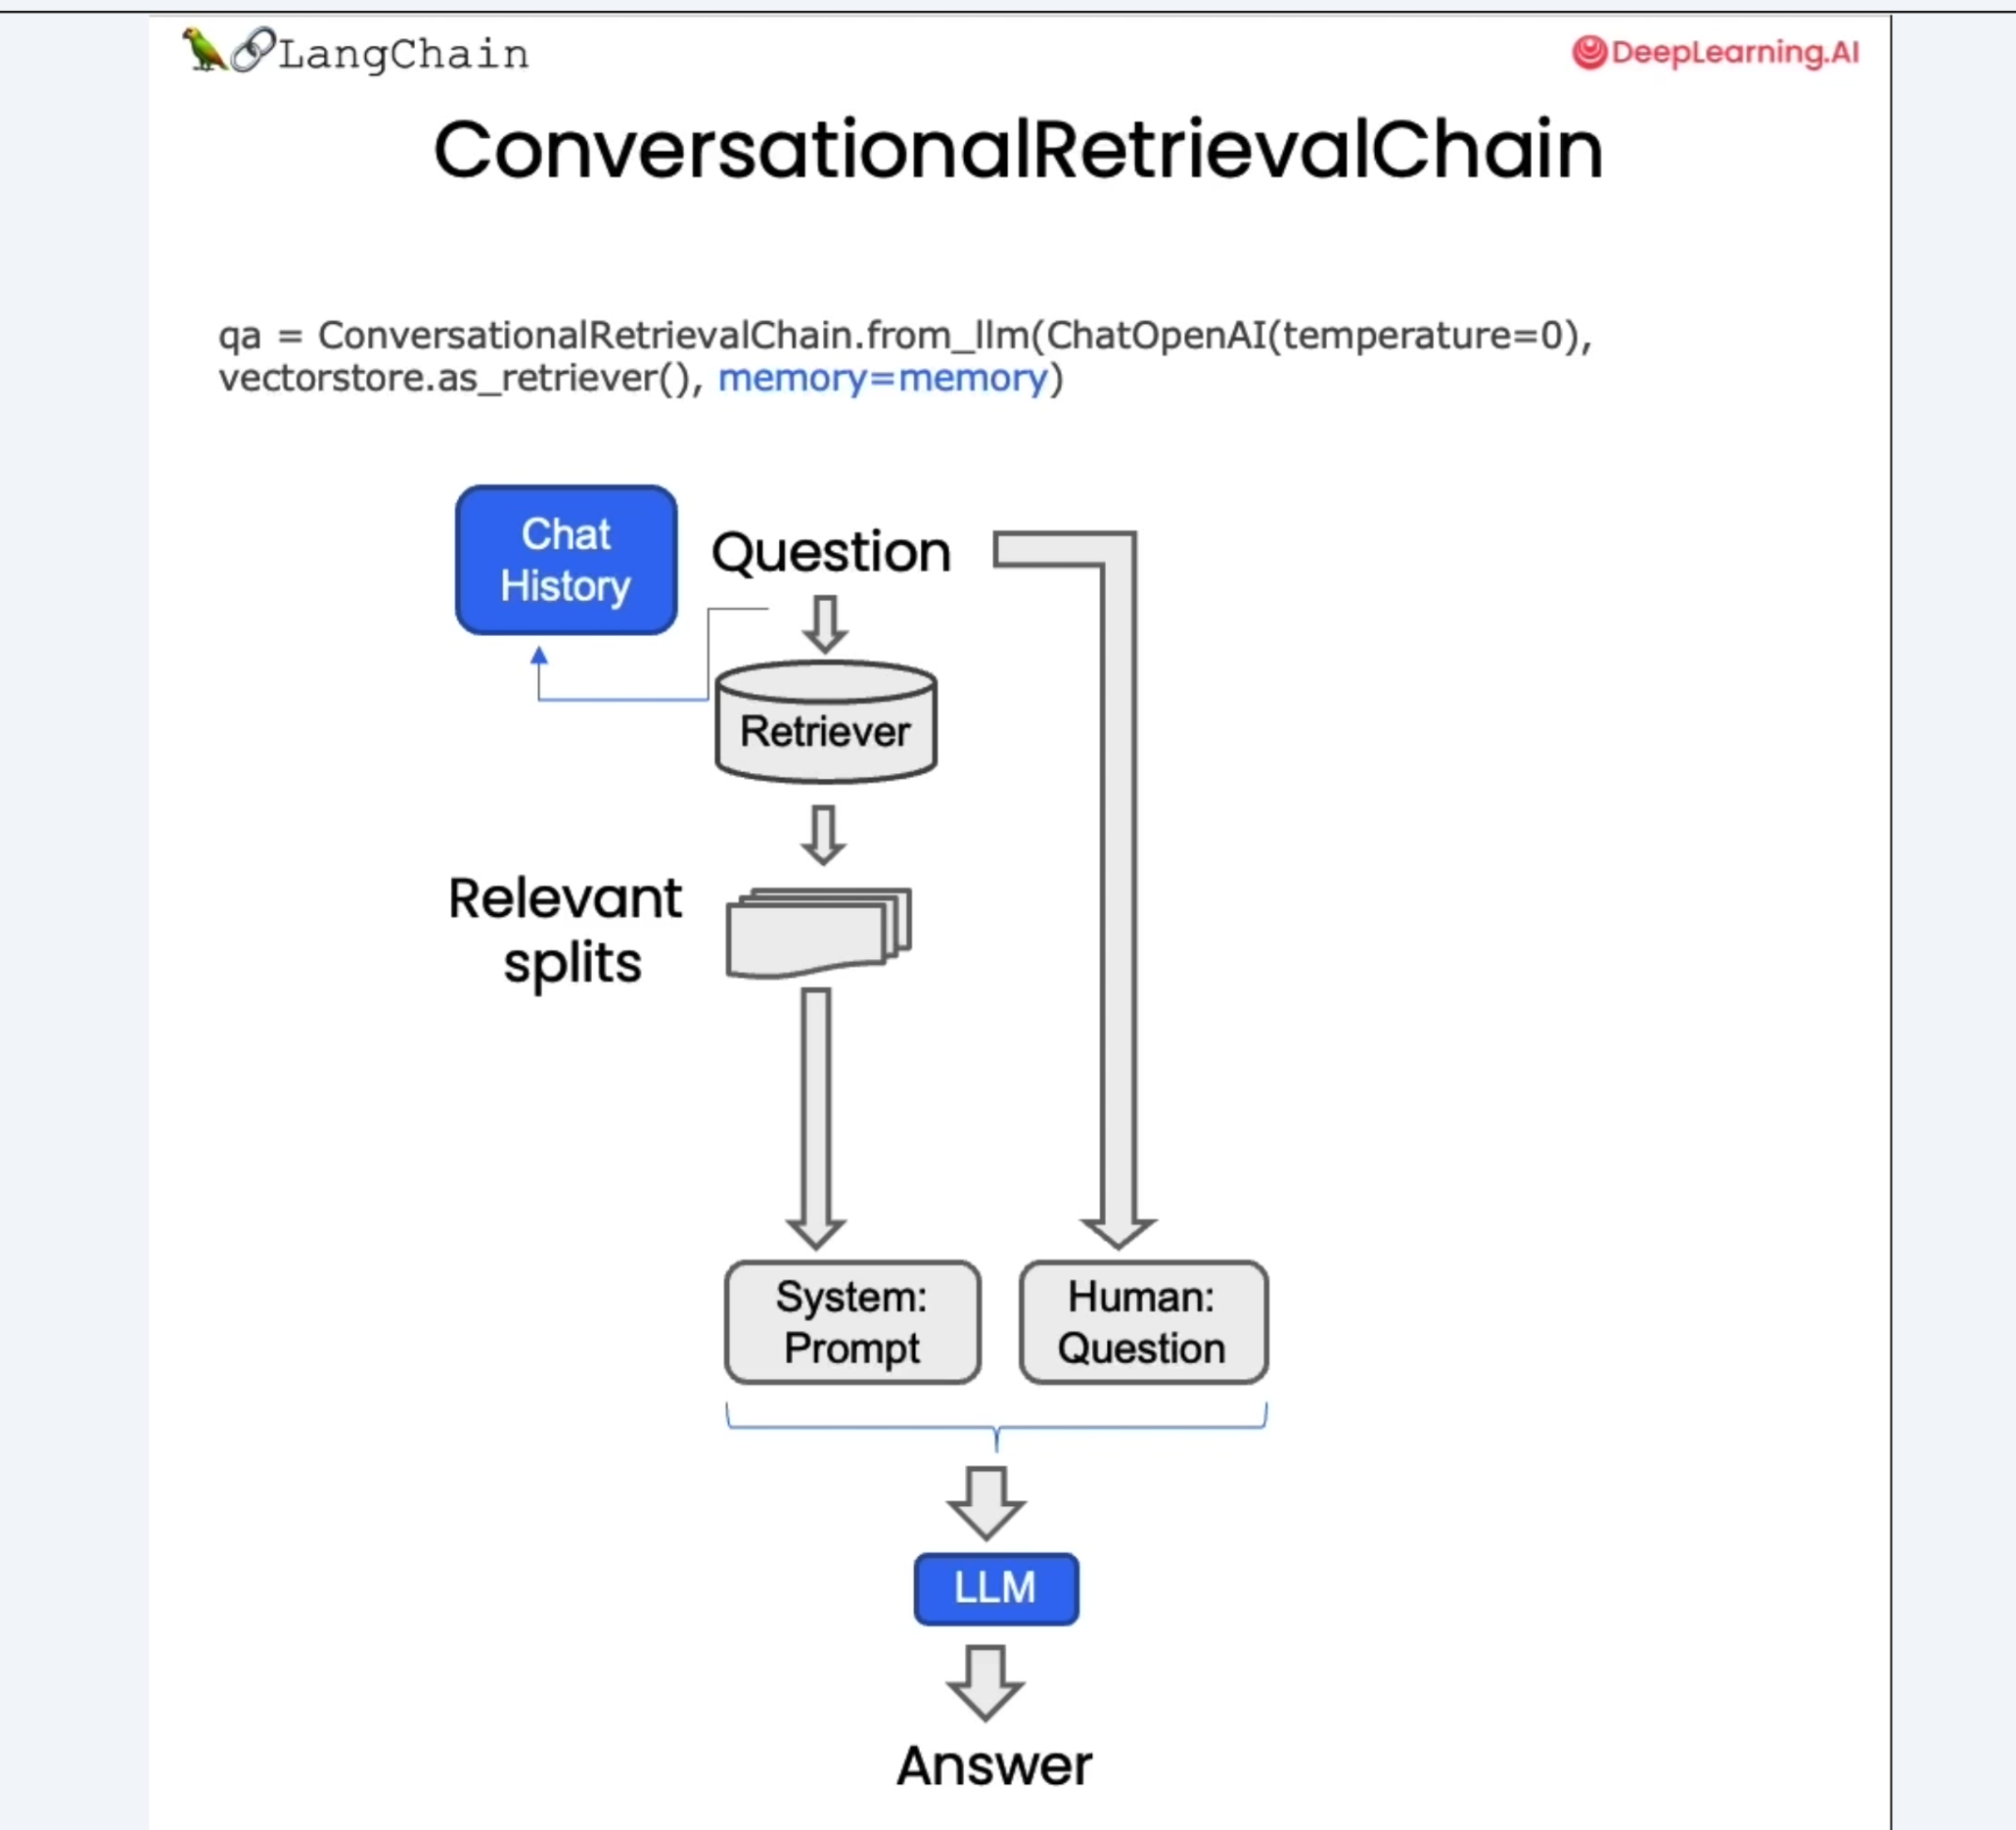 LangChain
DeepLearning.AI
ConversationalRetrievalChain
qa = ConversationalRetrievalChain.from_llm(ChatOpenAI(temperature=0),
vectorstore.as_retriever(), memory=memory)
Chat
History
Question
Retriever
Relevant
splits
System:
Prompt
Human:
Question
LLM
Answer